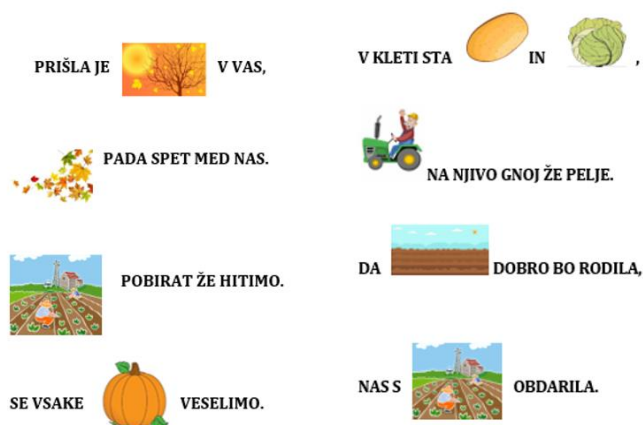 PRIŠLA JE V VAS,
PADA SPET MED NAS.
POBIRAT ŽE HITIMO.
SE VSAKE VESELIMO.
V KLETI STA IN ,
NA NJIVO GNOJ ŽE PELJE.
DA DOBRO BO RODILA,
NAS S OBDARILA.